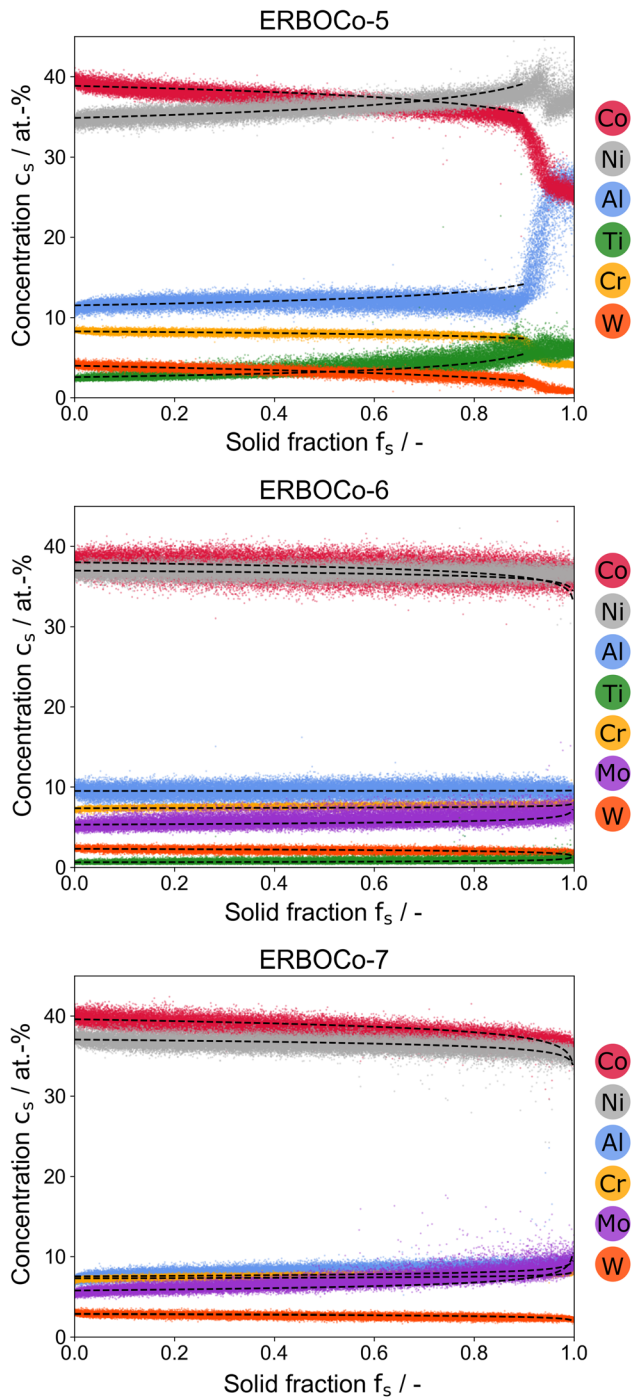 ERBOCo-5
Concentration cₛ / at.-%
40
30
20
10
0
0.0 0.2 0.4 0.6 0.8 1.0
Solid fraction fₛ / -
Co
Ni
Al
Ti
Cr
W
ERBOCo-6
Concentration cₛ / at.-%
40
30
20
10
0
0.0 0.2 0.4 0.6 0.8 1.0
Solid fraction fₛ / -
Co
Ni
Al
Ti
Cr
Mo
W
ERBOCo-7
Concentration cₛ / at.-%
40
30
20
10
0
0.0 0.2 0.4 0.6 0.8 1.0
Solid fraction fₛ / -
Co
Ni
Al
Cr
Mo
W